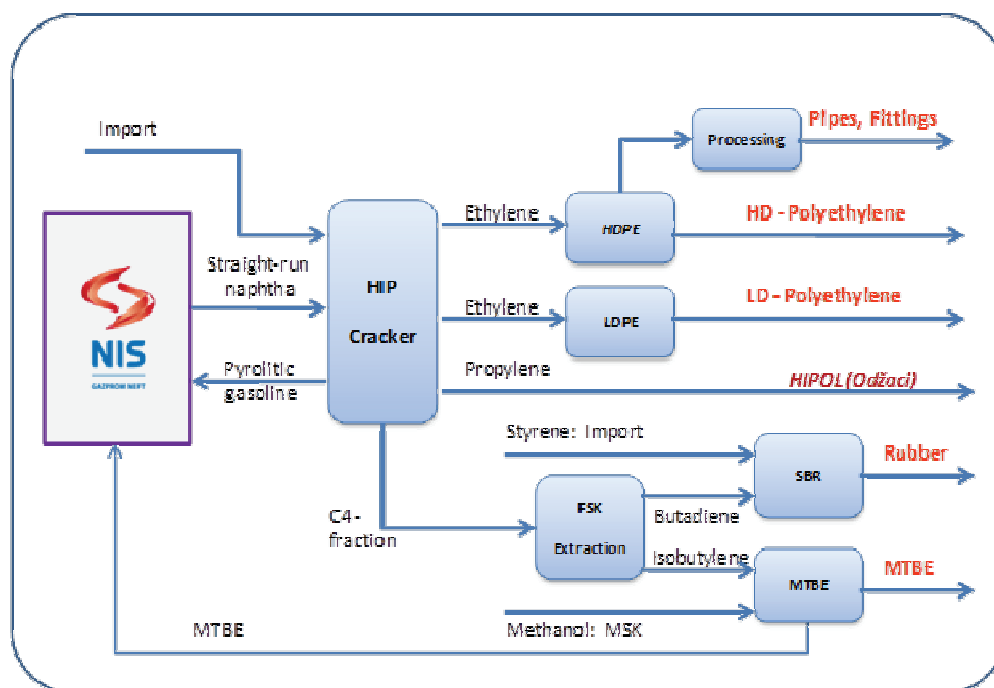 Import
Processing
Pipes, Fittings
NIS
GAZPROM NEFT
Straight-run
naphtha
Pyrolitic
gasoline
HIP
Cracker
Ethylene
HDPE
HD - Polyethylene
Ethylene
LDPE
LD - Polyethylene
Propylene
HIPOL (Odžaci)
Styrene: Import
SBR
Rubber
C4-
fraction
FSK
Extraction
Butadiene
Isobutylene
MTBE
MTBE
Methanol: MSK
MTBE